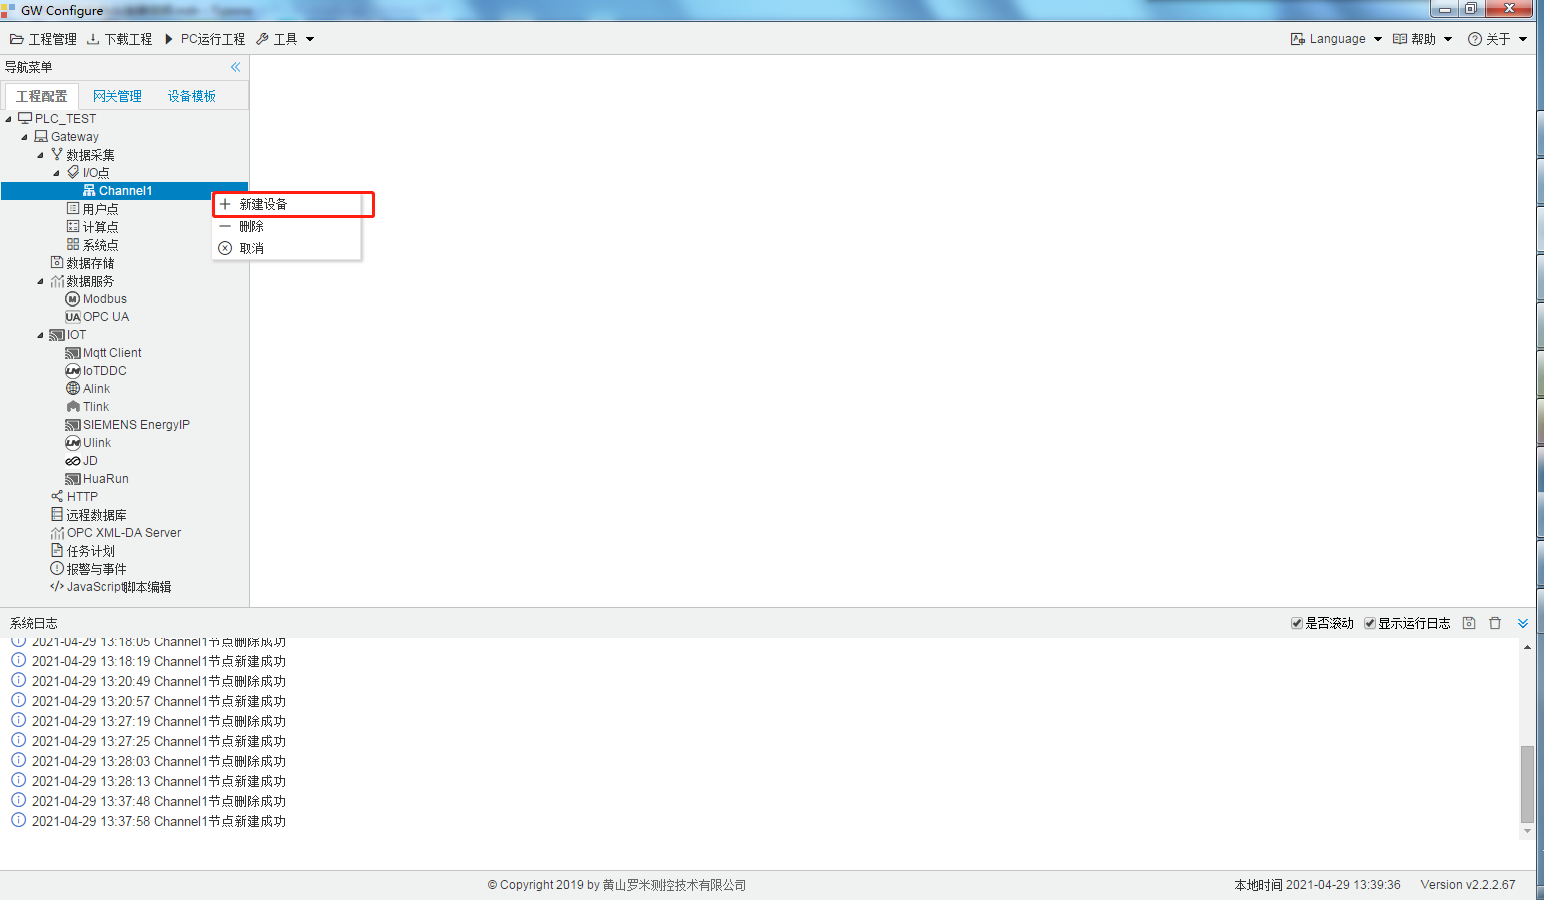 GW Configure
工程管理 下载工程 PC运行工程 工具 Language 帮助 关于
导航菜单
工程配置 网关管理 设备模板
PLC_TEST
Gateway
数据采集
I/O点
Channel1
新建设备
用户点
删除
计算点
系统点
取消
数据存储
数据服务
Modbus
OPC UA
IOT
Mqtt Client
IoTDDC
Alink
Tlink
SIEMENS EnergyIP
Ulink
JD
HuaRun
HTTP
远程数据库
OPC XML-DA Server
任务计划
报警与事件
JavaScript脚本编辑
系统日志 是否滚动 显示运行日志
2021-04-29 13:18:05 Channel1节点删除成功
2021-04-29 13:18:19 Channel1节点新建成功
2021-04-29 13:20:49 Channel1节点删除成功
2021-04-29 13:20:57 Channel1节点新建成功
2021-04-29 13:27:19 Channel1节点删除成功
2021-04-29 13:27:25 Channel1节点新建成功
2021-04-29 13:28:03 Channel1节点删除成功
2021-04-29 13:28:13 Channel1节点新建成功
2021-04-29 13:37:48 Channel1节点删除成功
2021-04-29 13:37:58 Channel1节点新建成功
© Copyright 2019 by 黄山罗米测控技术有限公司 本地时间 2021-04-29 13:39:36 Version v2.2.2.67